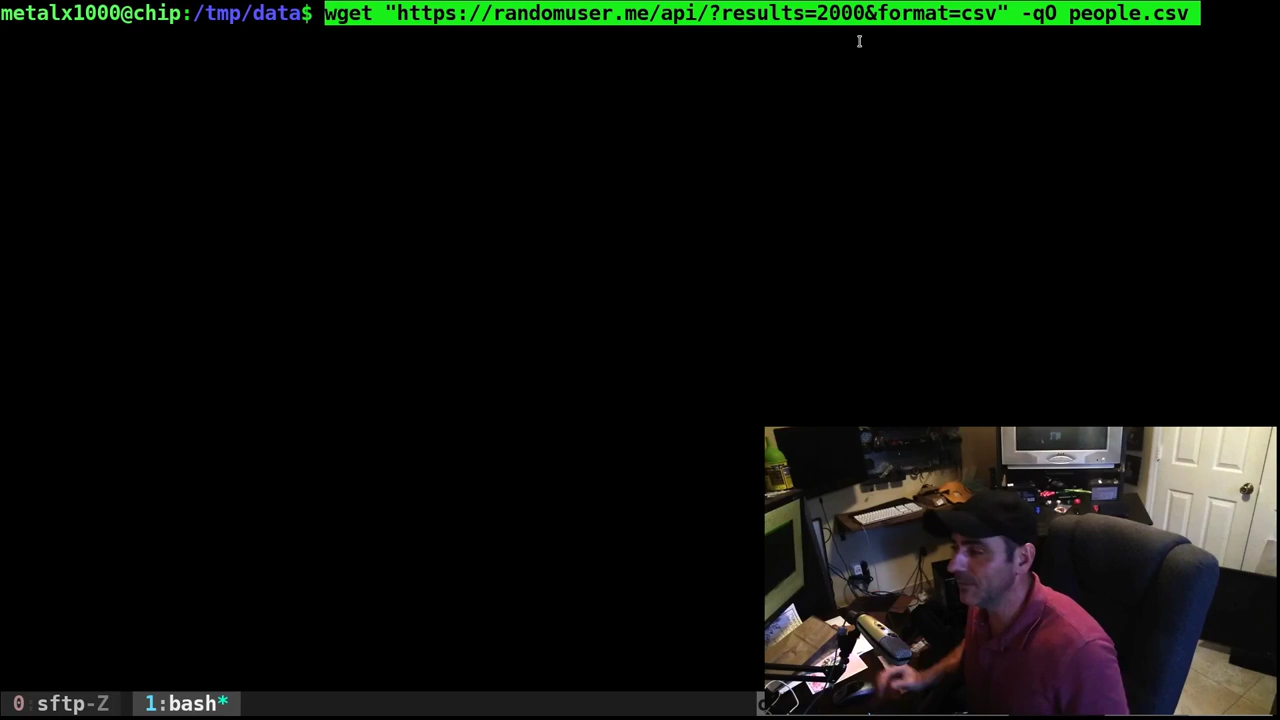 metalx1000@chip:/tmp/data$ wget "https://randomuser.me/api/?results=2000&format=csv" -qO people.csv
0:sftp-Z 1:bash*